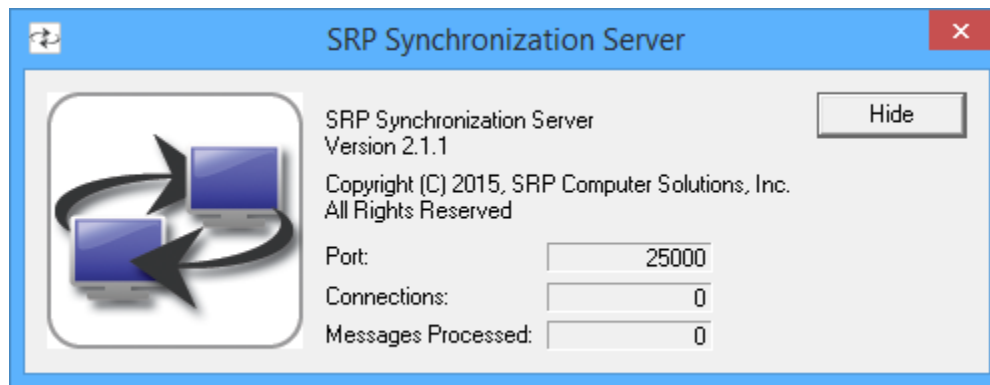 SRP Synchronization Server
SRP Synchronization Server
Hide
Version 2.1.1
Copyright (C) 2015, SRP Computer Solutions, Inc.
All Rights Reserved
Port: 25000
Connections: 0
Messages Processed: 0